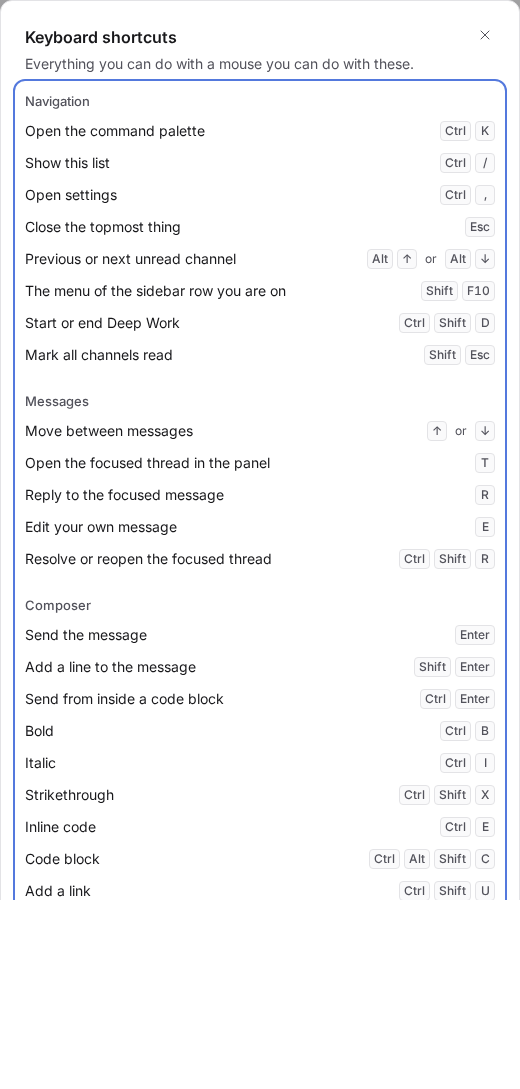 Keyboard shortcuts
Everything you can do with a mouse you can do with these.
Navigation
Open the command palette Ctrl K
Show this list Ctrl /
Open settings Ctrl ,
Close the topmost thing Esc
Previous or next unread channel Alt ↑ or Alt ↓
The menu of the sidebar row you are on Shift F10
Start or end Deep Work Ctrl Shift D
Mark all channels read Shift Esc
Messages
Move between messages ↑ or ↓
Open the focused thread in the panel T
Reply to the focused message R
Edit your own message E
Resolve or reopen the focused thread Ctrl Shift R
Composer
Send the message Enter
Add a line to the message Shift Enter
Send from inside a code block Ctrl Enter
Bold Ctrl B
Italic Ctrl I
Strikethrough Ctrl Shift X
Inline code Ctrl E
Code block Ctrl Alt Shift C
Add a link Ctrl Shift U